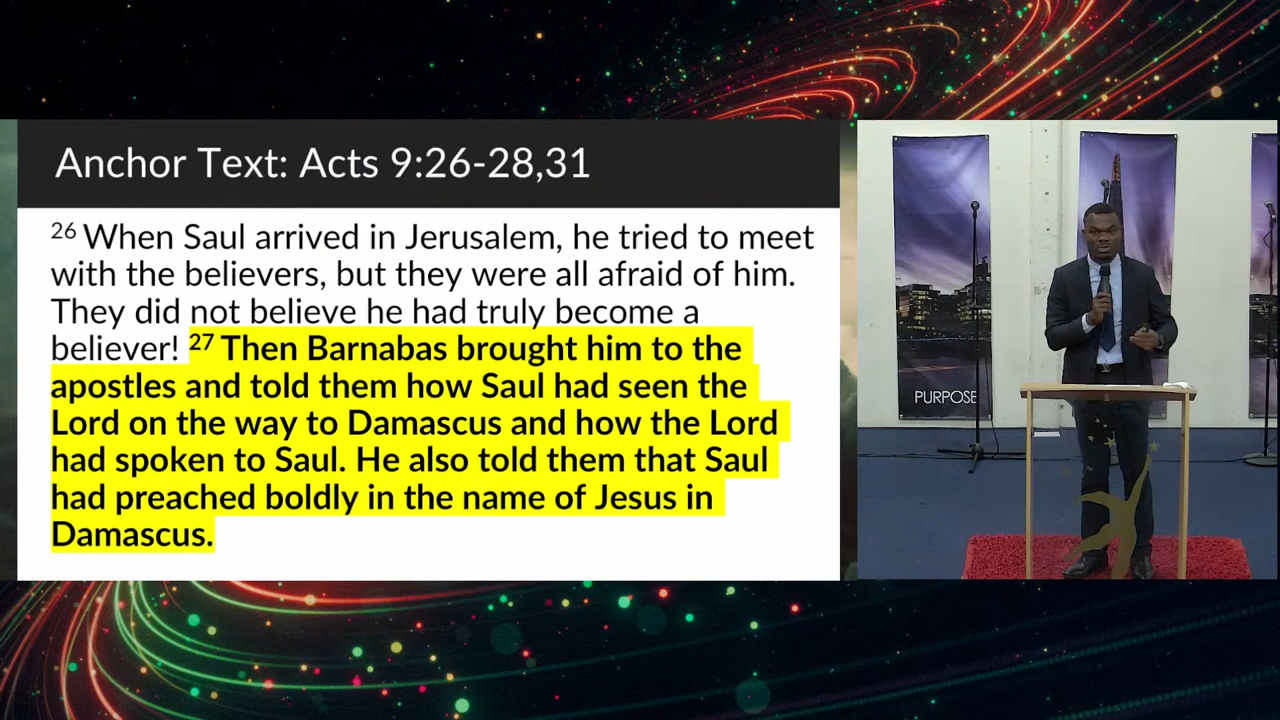 Anchor Text: Acts 9:26-28,31
26 When Saul arrived in Jerusalem, he tried to meet
with the believers, but they were all afraid of him.
They did not believe he had truly become a
believer! 27 Then Barnabas brought him to the
apostles and told them how Saul had seen the
Lord on the way to Damascus and how the Lord
had spoken to Saul. He also told them that Saul
had preached boldly in the name of Jesus in
Damascus.
PURPOSE